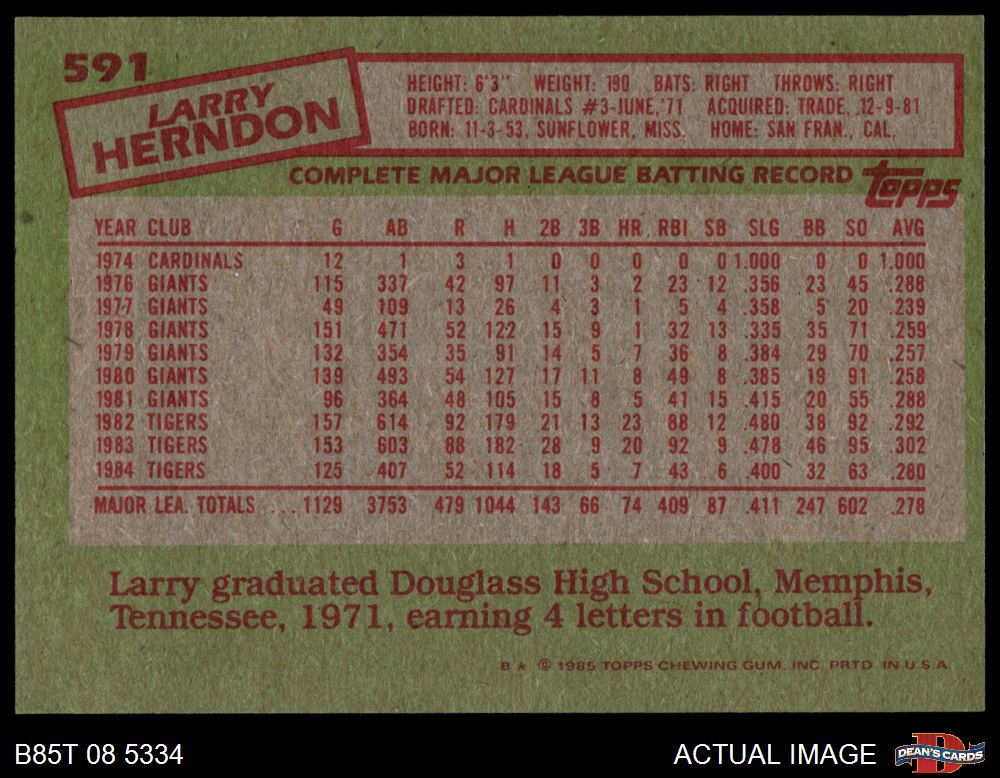 591
LARRY
HERNDON
HEIGHT: 6'3" WEIGHT: 190 BATS: RIGHT THROWS: RIGHT
DRAFTED: CARDINALS #3-JUNE,'71 ACQUIRED: TRADE, 12-9-81
BORN: 11-3-53, SUNFLOWER, MISS. HOME: SAN FRAN., CAL.
COMPLETE MAJOR LEAGUE BATTING RECORD topps
YEAR CLUB G AB R H 2B 3B HR RBI SB SLG BB SO AVG
1974 CARDINALS 12 1 3 1 0 0 0 0 0 1.000 0 0 1.000
1976 GIANTS 115 337 42 97 11 3 2 23 12 .356 23 45 .288
1977 GIANTS 49 109 13 26 4 3 1 5 4 .358 5 20 .239
1978 GIANTS 151 471 52 122 15 9 1 32 13 .335 35 71 .259
1979 GIANTS 132 354 35 91 14 5 7 36 8 .384 29 70 .257
1980 GIANTS 139 493 54 127 17 11 8 49 8 .385 19 91 .258
1981 GIANTS 96 364 48 105 15 8 5 41 15 .415 20 55 .288
1982 TIGERS 157 614 92 179 21 13 23 88 12 .480 38 92 .292
1983 TIGERS 153 603 88 182 28 9 20 92 9 .478 46 95 .302
1984 TIGERS 125 407 52 114 18 5 7 43 6 .400 32 63 .280
MAJOR LEA. TOTALS ... 1129 3753 479 1044 143 66 74 409 87 .411 247 602 .278
Larry graduated Douglass High School, Memphis,
Tennessee, 1971, earning 4 letters in football.
B * © 1985 TOPPS CHEWING GUM, INC. PRTD. IN U.S.A.
B85T 08 5334 ACTUAL IMAGE DEAN'S CARDS